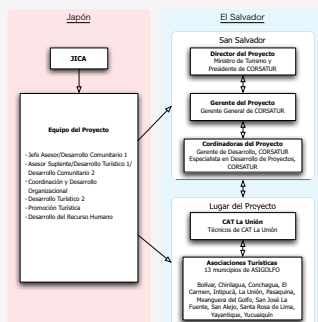 Japón
JICA
Equipo del Proyecto
- Jefe Asesor/Desarrollo Comunitario 1
- Asesor Suplente/Desarrollo Turístico 1/
Desarrollo Comunitario 2
- Coordinación y Desarrollo
Organizacional
- Desarrollo Turístico 2
- Promoción Turística
- Desarrollo del Recurso Humano
El Salvador
San Salvador
Director del Proyecto
Ministro de Turismo y
Presidente de CORSATUR
Gerente del Proyecto
Gerente General de CORSATUR
Cordinadoras del Proyecto
Gerente de Desarrollo, CORSATUR
Especialista en Desarrollo de Proyectos,
CORSATUR
Lugar del Proyecto
CAT La Unión
Técnicos de CAT La Unión
Asociaciones Turísticas
13 municipios de ASIGOLFO
Bolívar, Chirilagua, Conchagua, El
Carmen, Intipucá, La Unión, Pasaquina,
Meanguera del Golfo, San José La
Fuente, San Alejo, Santa Rosa de Lima,
Yayantique, Yucuaiquín